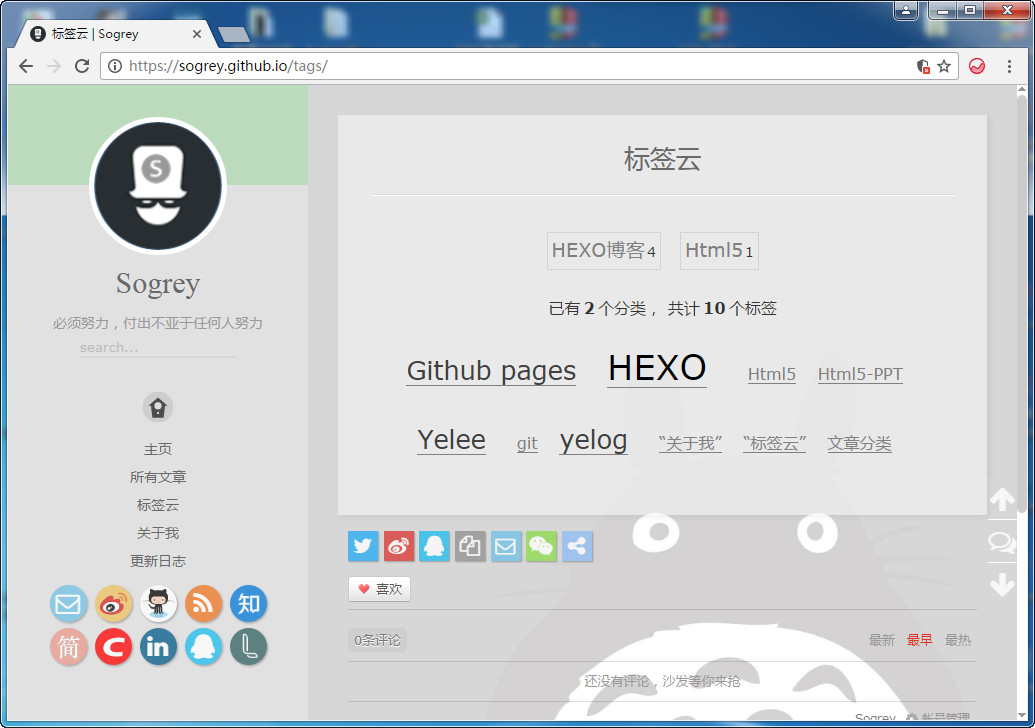 标签云 | Sogrey
https://sogrey.github.io/tags/
S
Sogrey
必须努力，付出不亚于任何人努力
search...
主页
所有文章
标签云
关于我
更新日志
知
简
in
标签云
HEXO博客 4 Html5 1
已有 2 个分类 ， 共计 10 个标签
Github pages HEXO Html5 Html5-PPT
Yelee git yelog “关于我” “标签云” 文章分类
喜欢
0条评论 最新 最早 最热
还没有评论，沙发等你来抢
Sogrey 帐号管理